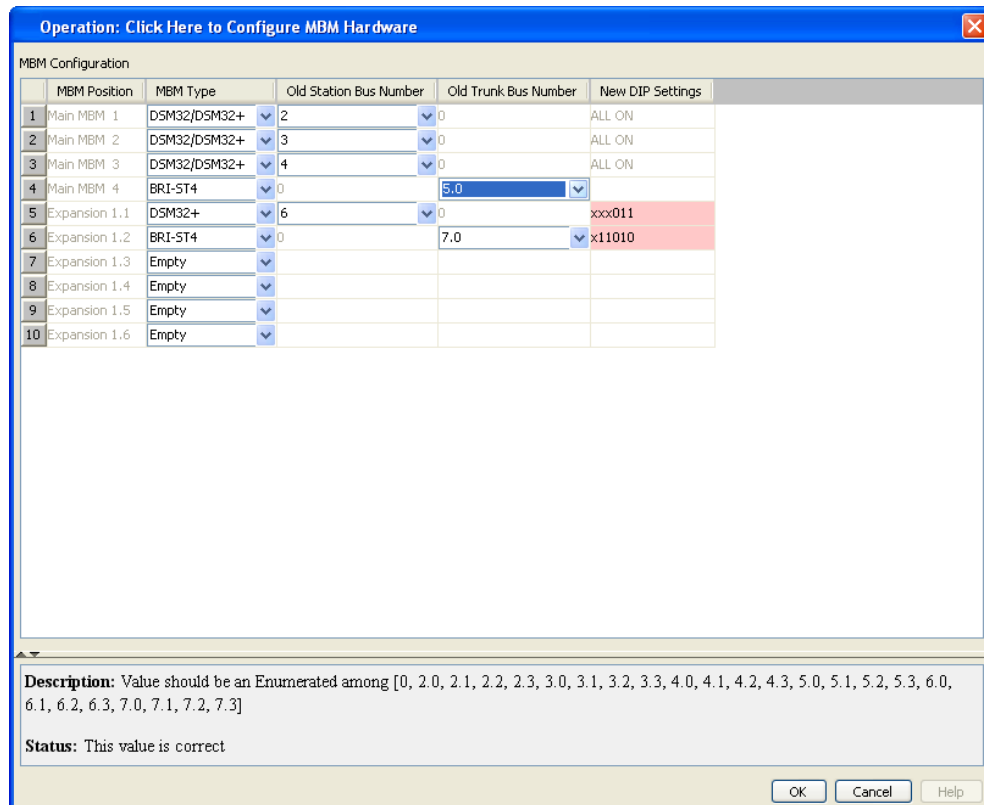 Operation: Click Here to Configure MBM Hardware
MBM Configuration
MBM Position MBM Type Old Station Bus Number Old Trunk Bus Number New DIP Settings
1 Main MBM 1 DSM32/DSM32+ 2 0 ALL ON
2 Main MBM 2 DSM32/DSM32+ 3 0 ALL ON
3 Main MBM 3 DSM32/DSM32+ 4 0 ALL ON
4 Main MBM 4 BRI-ST4 0 5.0
5 Expansion 1.1 DSM32+ 6 0 xxx011
6 Expansion 1.2 BRI-ST4 0 7.0 x11010
7 Expansion 1.3 Empty
8 Expansion 1.4 Empty
9 Expansion 1.5 Empty
10 Expansion 1.6 Empty
Description: Value should be an Enumerated among [0, 2.0, 2.1, 2.2, 2.3, 3.0, 3.1, 3.2, 3.3, 4.0, 4.1, 4.2, 4.3, 5.0, 5.1, 5.2, 5.3, 6.0,
6.1, 6.2, 6.3, 7.0, 7.1, 7.2, 7.3]
Status: This value is correct
OK Cancel Help